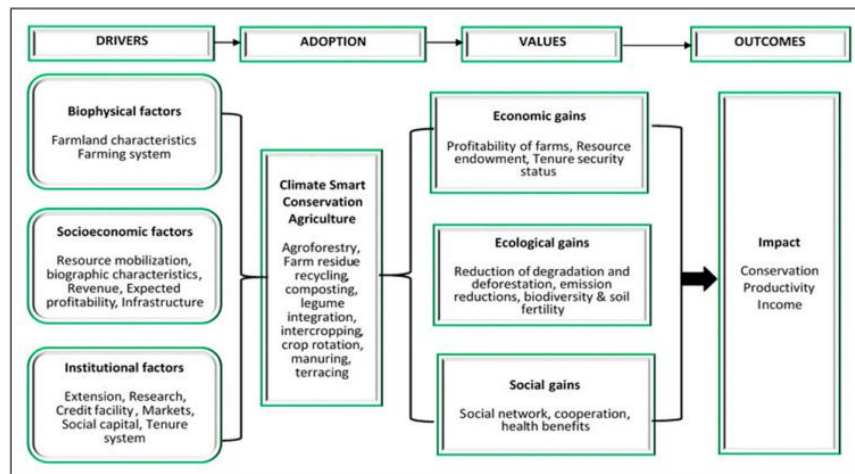 DRIVERS
ADOPTION
VALUES
OUTCOMES
Biophysical factors
Farmland characteristics
Farming system
Socioeconomic factors
Resource mobilization,
biographic characteristics,
Revenue, Expected
profitability, Infrastructure
Institutional factors
Extension, Research,
Credit facility, Markets,
Social capital, Tenure
system
Climate Smart
Conservation
Agriculture
Agroforestry,
Farm residue
recycling,
composting,
legume
integration,
intercropping,
crop rotation,
manuring,
terracing
Economic gains
Profitability of farms, Resource
endowment, Tenure security
status
Ecological gains
Reduction of degradation and
deforestation, emission
reductions, biodiversity & soil
fertility
Social gains
Social network, cooperation,
health benefits
Impact
Conservation
Productivity
Income